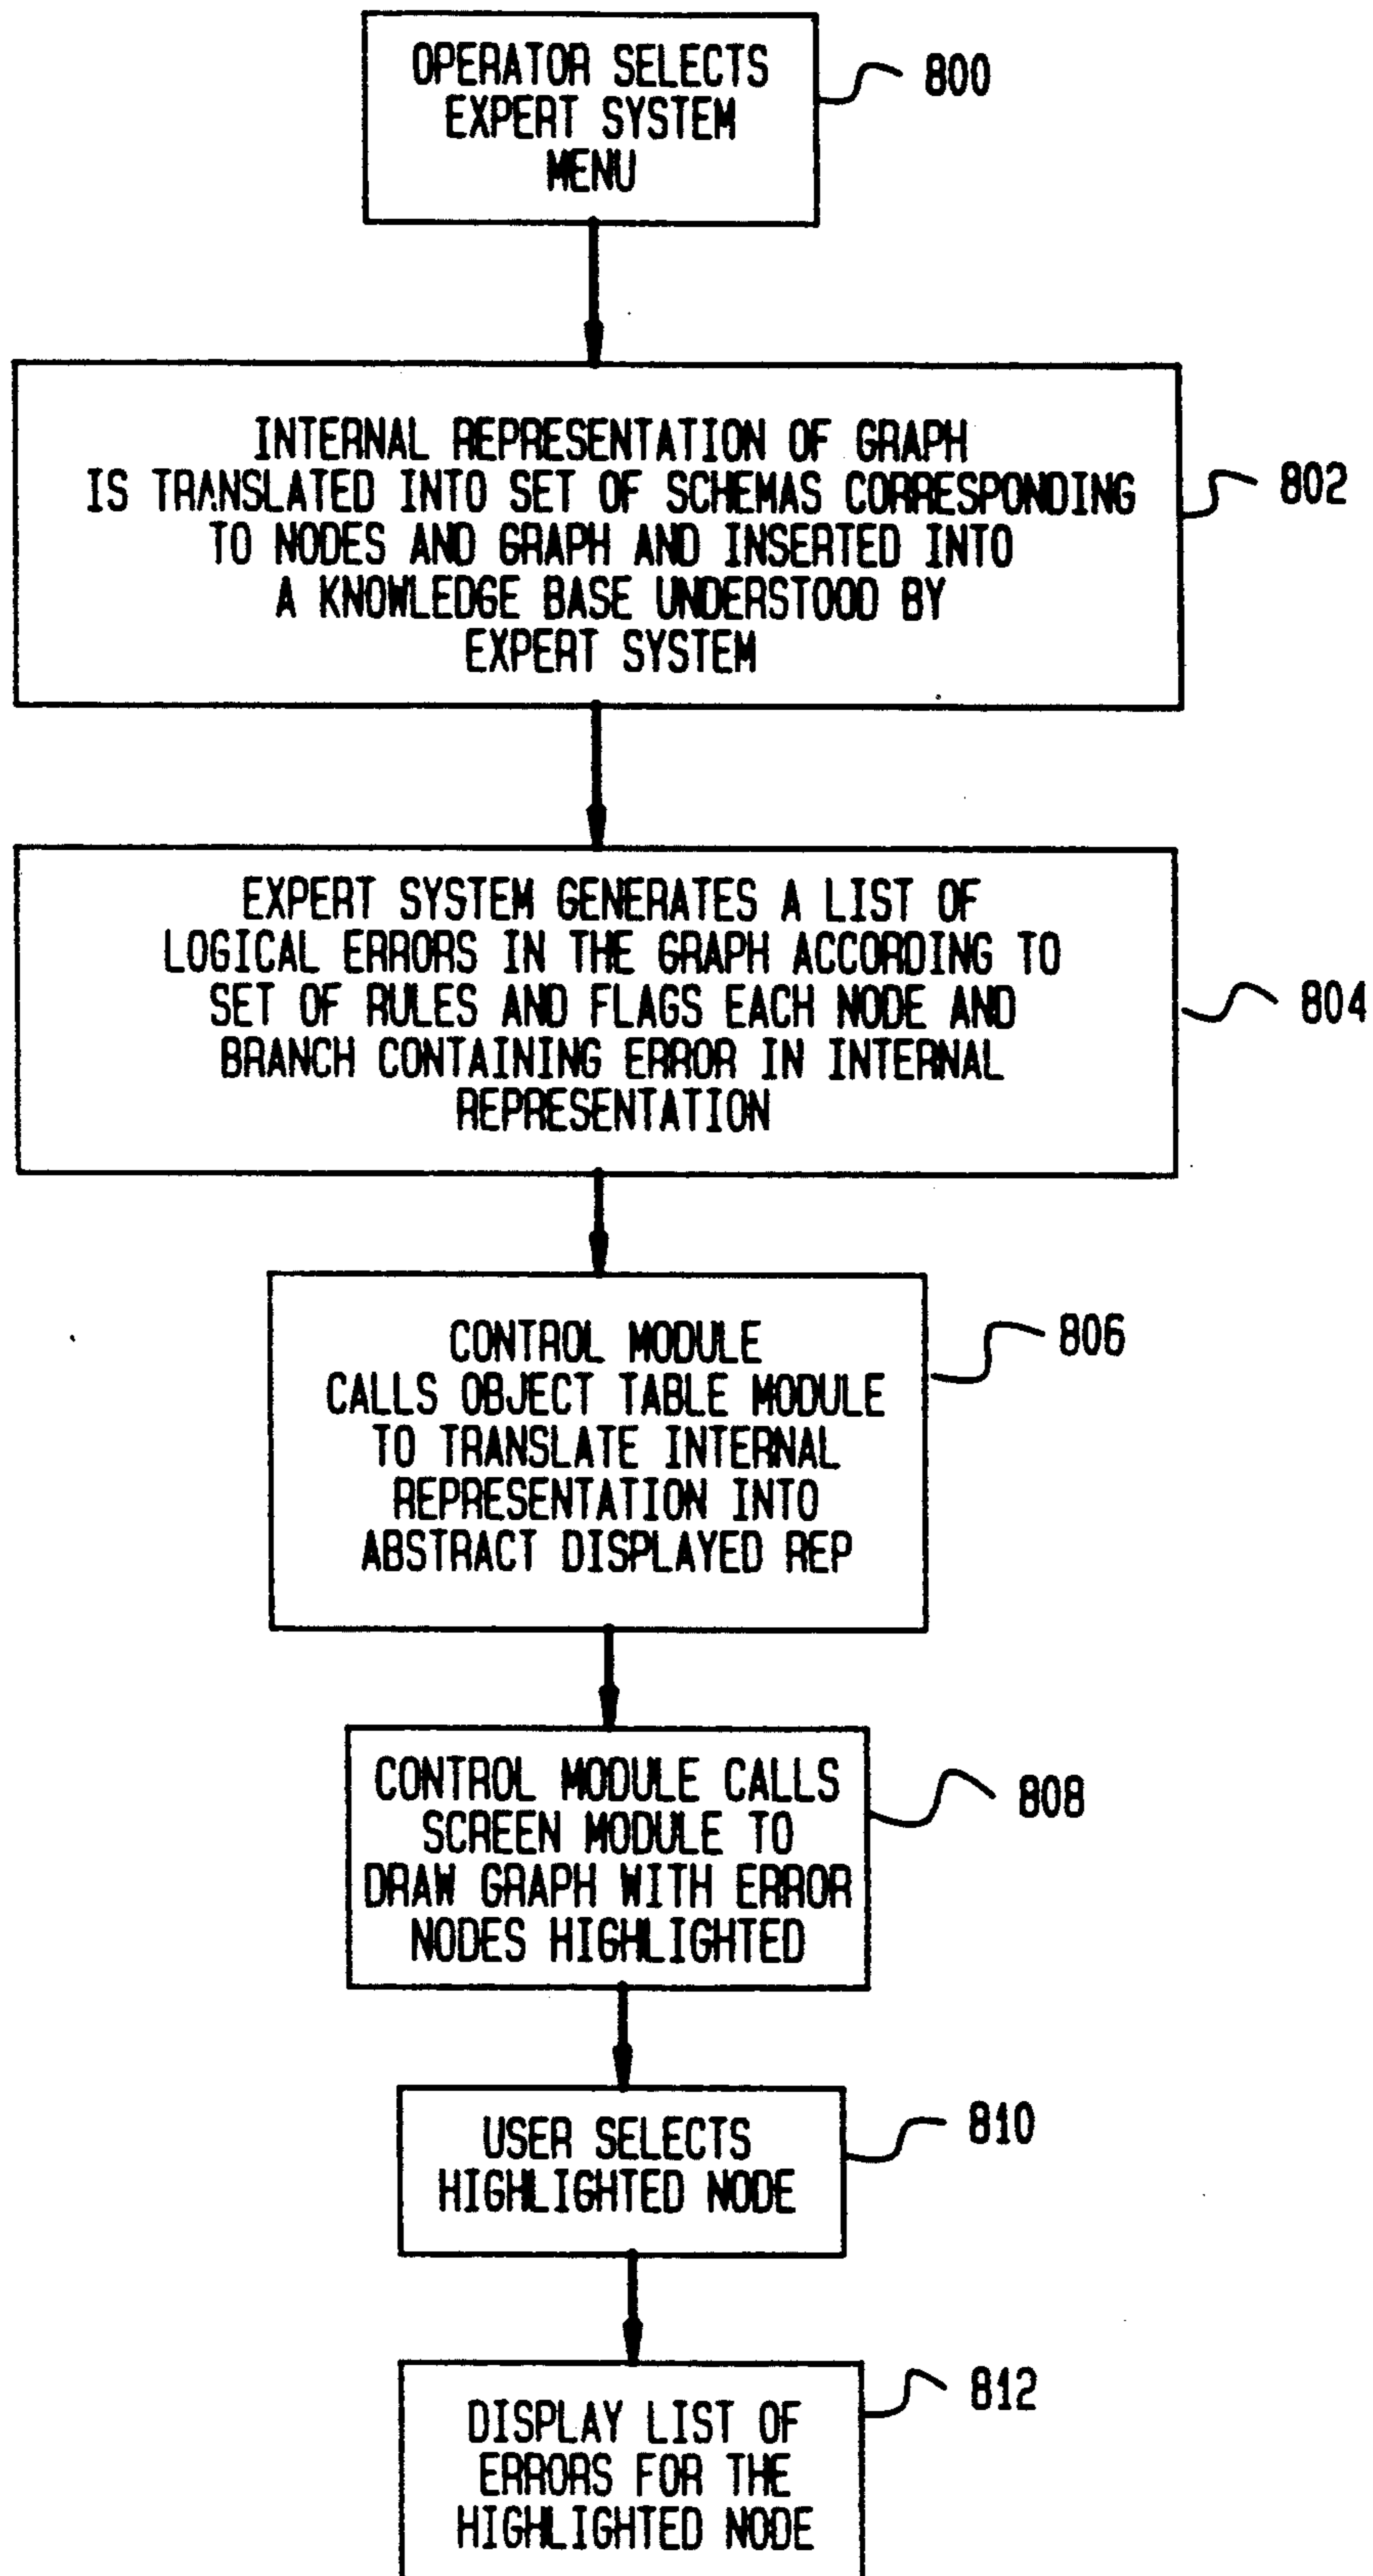 OPERATOR SELECTS
EXPERT SYSTEM
MENU
800
INTERNAL REPRESENTATION OF GRAPH
IS TRANSLATED INTO SET OF SCHEMAS CORRESPONDING
TO NODES AND GRAPH AND INSERTED INTO
A KNOWLEDGE BASE UNDERSTOOD BY
EXPERT SYSTEM
802
EXPERT SYSTEM GENERATES A LIST OF
LOGICAL ERRORS IN THE GRAPH ACCORDING TO
SET OF RULES AND FLAGS EACH NODE AND
BRANCH CONTAINING ERROR IN INTERNAL
REPRESENTATION
804
CONTROL MODULE
CALLS OBJECT TABLE MODULE
TO TRANSLATE INTERNAL
REPRESENTATION INTO
ABSTRACT DISPLAYED REP
806
CONTROL MODULE CALLS
SCREEN MODULE TO
DRAW GRAPH WITH ERROR
NODES HIGHLIGHTED
808
USER SELECTS
HIGHLIGHTED NODE
810
DISPLAY LIST OF
ERRORS FOR THE
HIGHLIGHTED NODE
812